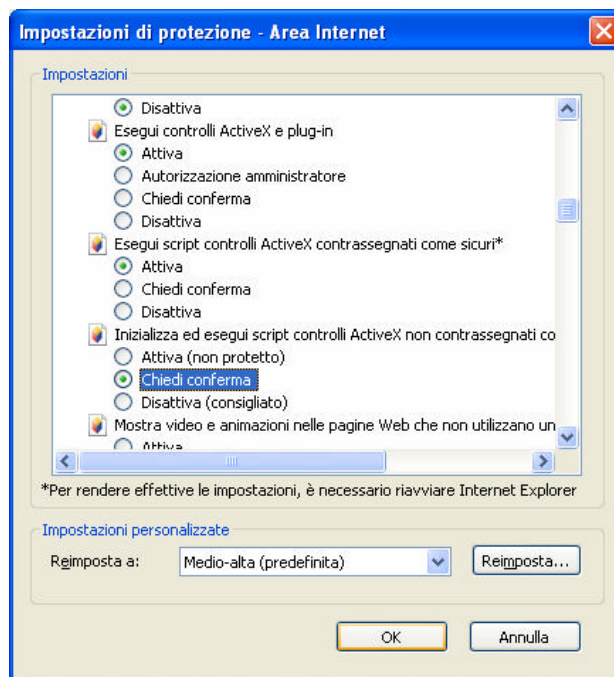 Impostazioni di protezione - Area Internet
Impostazioni
Disattiva
Esegui controlli ActiveX e plug-in
Attiva
Autorizzazione amministratore
Chiedi conferma
Disattiva
Esegui script controlli ActiveX contrassegnati come sicuri*
Attiva
Chiedi conferma
Disattiva
Inizializza ed esegui script controlli ActiveX non contrassegnati co
Attiva (non protetto)
Chiedi conferma
Disattiva (consigliato)
Mostra video e animazioni nelle pagine Web che non utilizzano un
Attiva
*Per rendere effettive le impostazioni, è necessario riavviare Internet Explorer
Impostazioni personalizzate
Reimposta a: Medio-alta (predefinita) Reimposta...
OK Annulla